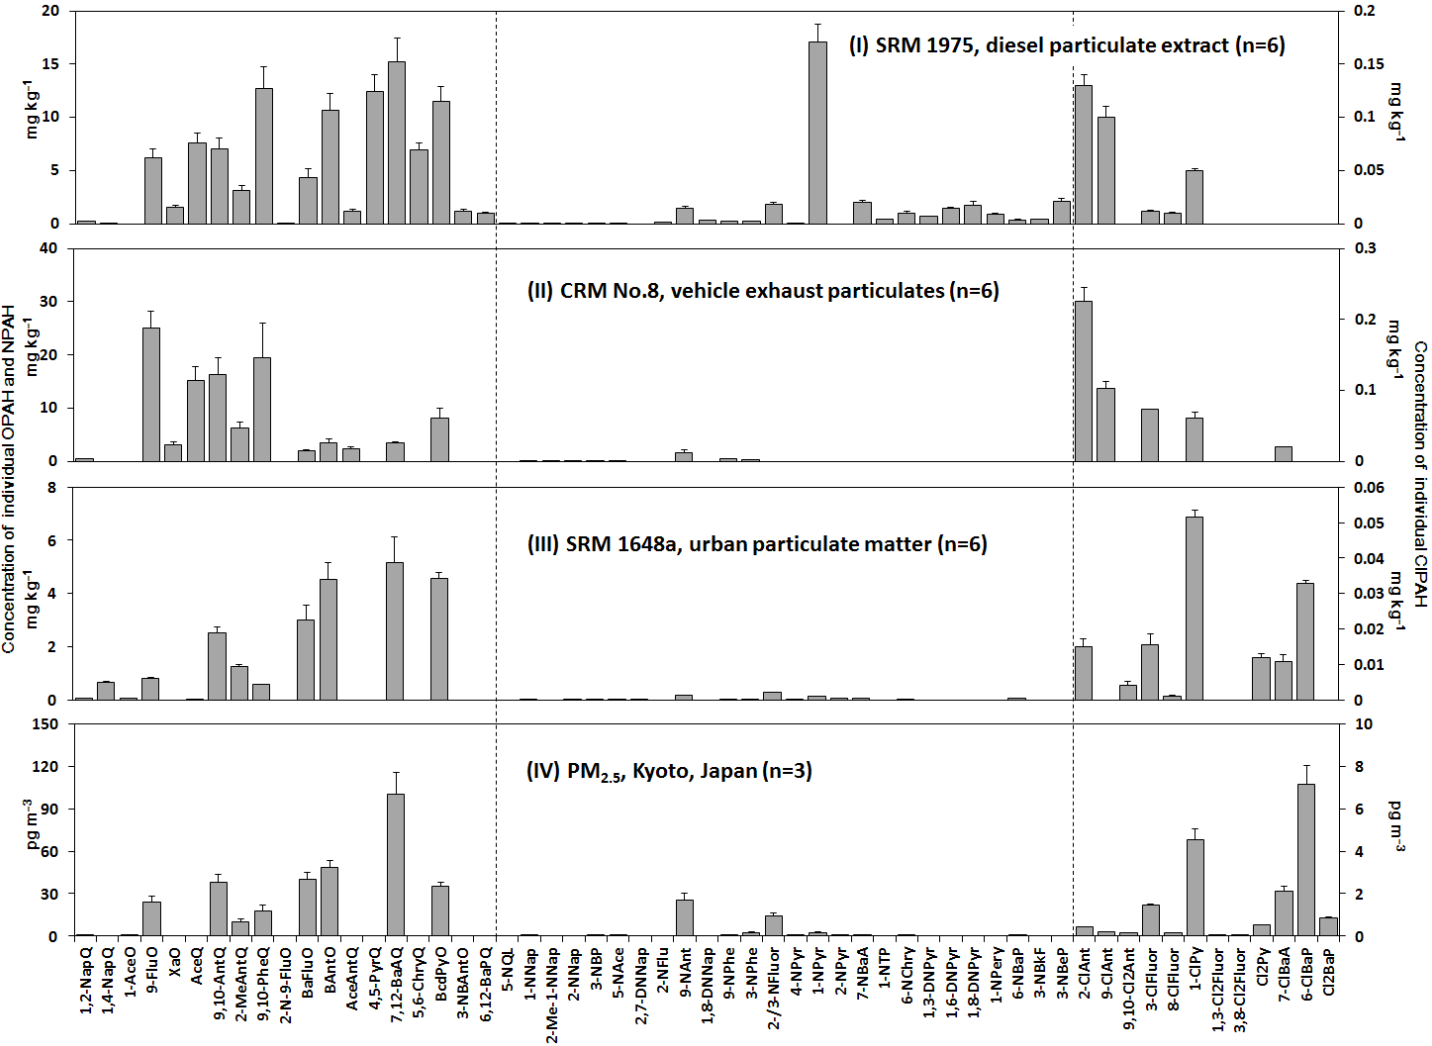 Concentration of individual OPAH and NPAH
Concentration of individual ClPAH
(I) SRM 1975, diesel particulate extract (n=6)
mg kg⁻¹
20
15
10
5
0
mg kg⁻¹
0.2
0.15
0.1
0.05
0
(II) CRM No.8, vehicle exhaust particulates (n=6)
mg kg⁻¹
40
30
20
10
0
mg kg⁻¹
0.3
0.2
0.1
0
(III) SRM 1648a, urban particulate matter (n=6)
mg kg⁻¹
8
6
4
2
0
mg kg⁻¹
0.06
0.05
0.04
0.03
0.02
0.01
0
(IV) PM₂.₅, Kyoto, Japan (n=3)
pg m⁻³
150
120
90
60
30
0
pg m⁻³
10
8
6
4
2
0
1,2-NapQ
1,4-NapQ
1-AceO
9-FluO
XaO
AceQ
9,10-AntQ
2-MeAntQ
9,10-PheQ
2-N-9-FluO
BaFluO
BAntO
AceAntQ
4,5-PyrQ
7,12-BaAQ
5,6-ChryQ
BcdPyO
3-NBAntO
6,12-BaPQ
5-NQL
1-NNap
2-Me-1-NNap
2-NNap
3-NBP
5-NAce
2,7-DNNap
2-NFlu
9-NAnt
1,8-DNNap
9-NPhe
3-NPhe
2-/3-NFluor
4-NPyr
1-NPyr
2-NPyr
7-NBaA
1-NTP
6-NChry
1,3-DNPyr
1,6-DNPyr
1,8-DNPyr
1-NPery
6-NBaP
3-NBkF
3-NBeP
2-ClAnt
9-ClAnt
9,10-Cl2Ant
3-ClFluor
8-ClFluor
1-ClPy
1,3-Cl2Fluor
3,8-Cl2Fluor
Cl2Py
7-ClBaA
6-ClBaP
Cl2BaP